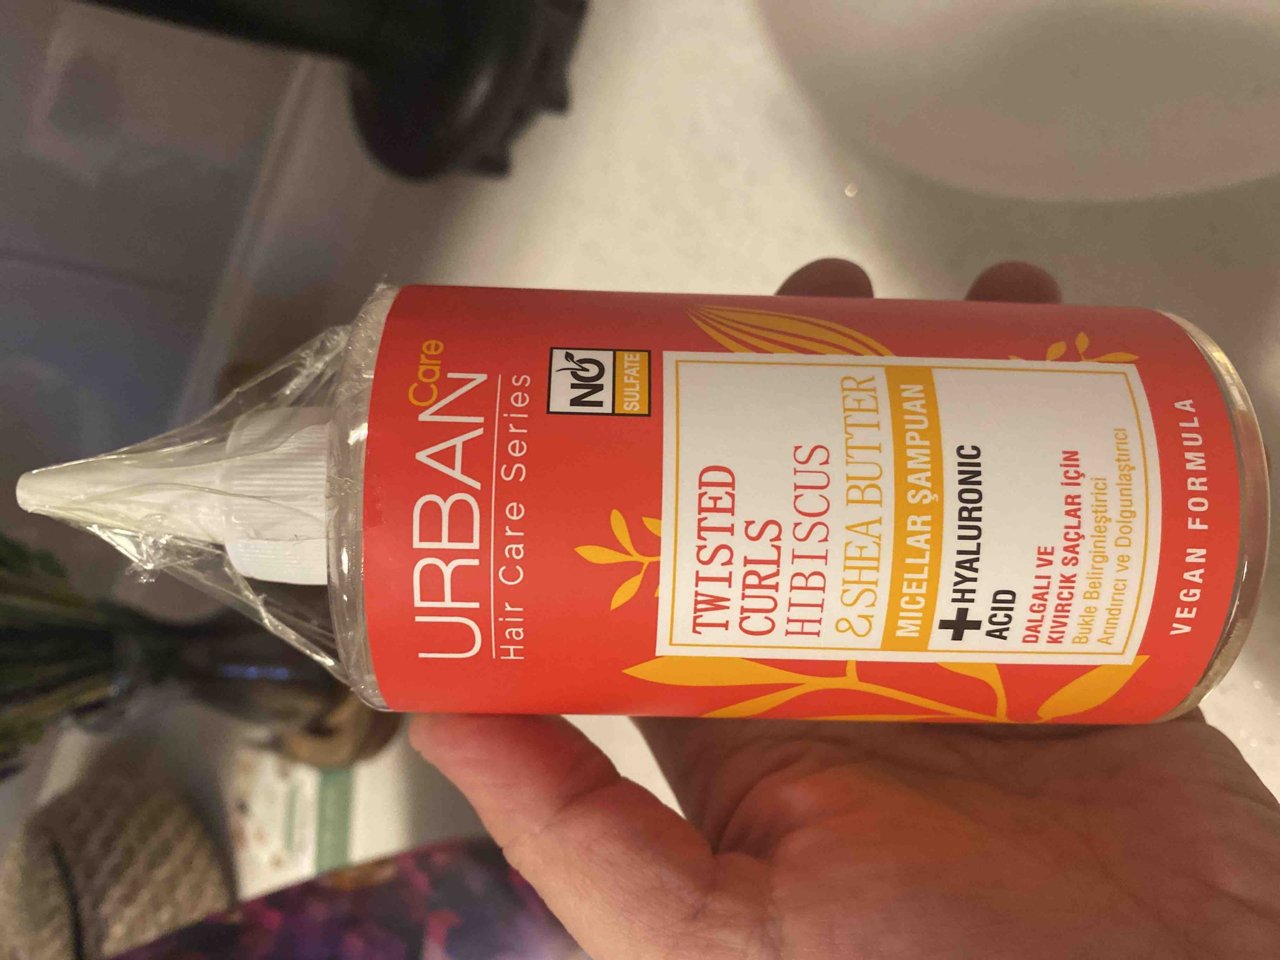 URBAN Care
Hair Care Series
NO
SULFATE
TWISTED
CURLS
HIBISCUS
& SHEA BUTTER
MICELLAR ŞAMPUAN
+HYALURONIC
ACID
DALGALI VE
KIVIRCIK SAÇLAR İÇİN
Bukle Belirginleştirici
Arındırıcı ve Dolgunlaştırıcı
VEGAN FORMULA